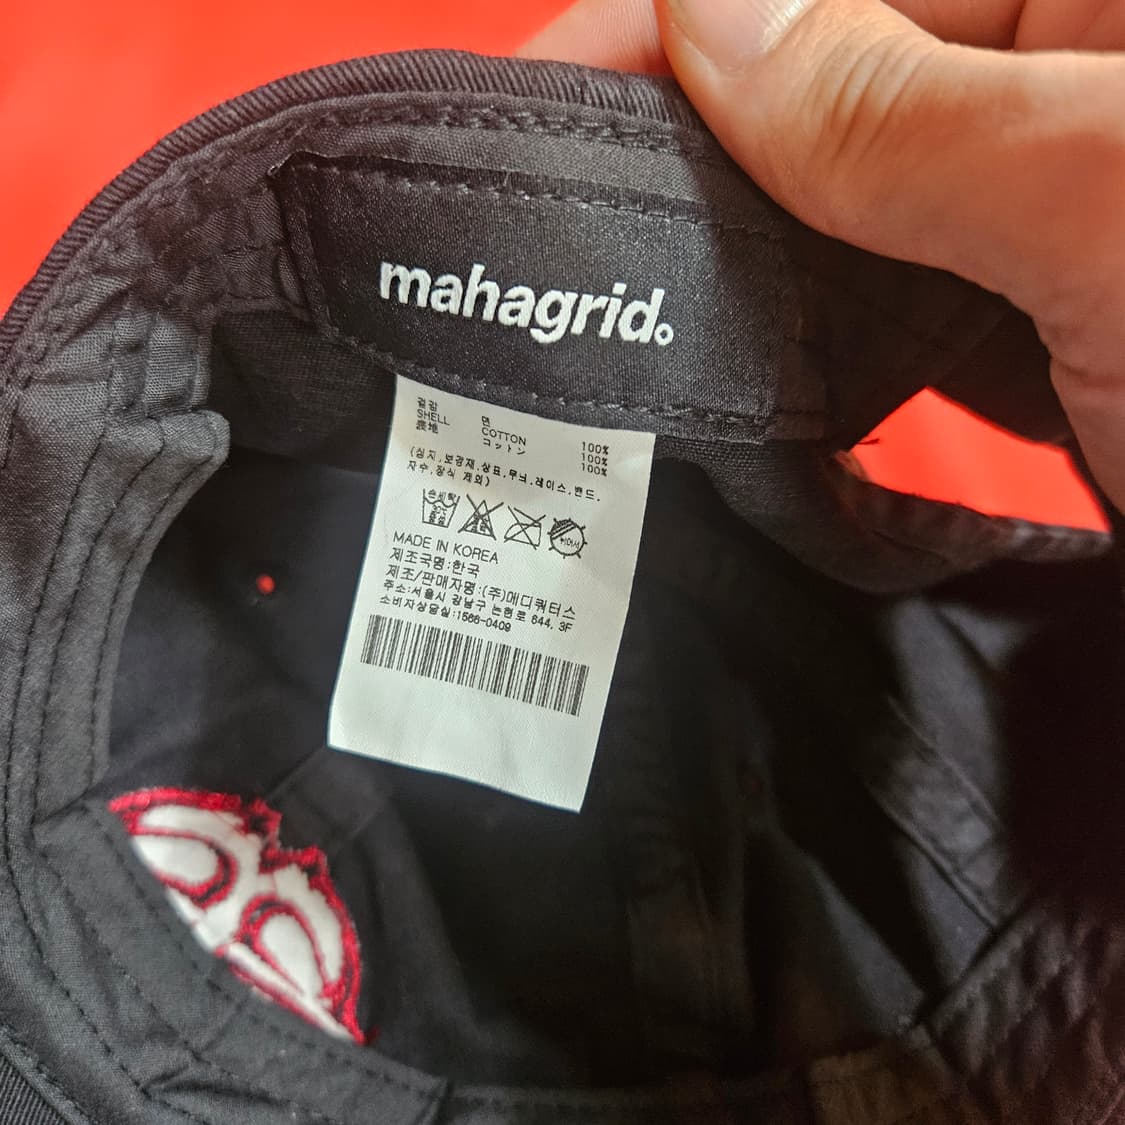 mahagrid.
겉감 면 100%
SHELL COTTON 100%
表地 コットン 100%
(심지,보강재,상표,무늬,레이스,밴드,
자수,장식 제외)
손세탁
MADE IN KOREA
제조국명:한국
제조/판매자명:(주)메디쿼터스
주소:서울시 강남구 논현로 644, 3F
소비자상담실:1566-0409